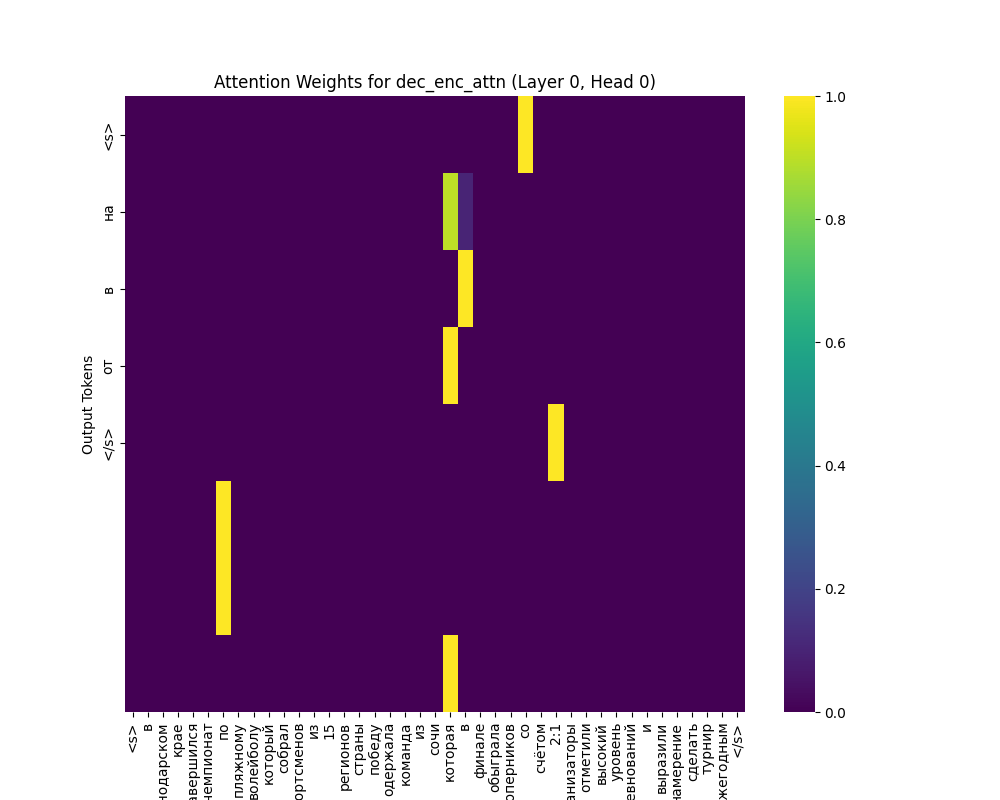 Attention Weights for dec_enc_attn (Layer 0, Head 0)
Output Tokens
<s>
на
в
от
</s>
1.0
0.8
0.6
0.4
0.2
0.0
<s>
в
нодарском
крае
авершился
чемпионат
по
пляжному
волейболу
который
собрал
ортсменов
из
15
регионов
страны
победу
одержала
команда
из
сочи
которая
в
финале
обыграла
оперников
со
счётом
2:1
анизаторы
отметили
высокий
уровень
евнований
и
выразили
намерение
сделать
турнир
жегодным
</s>